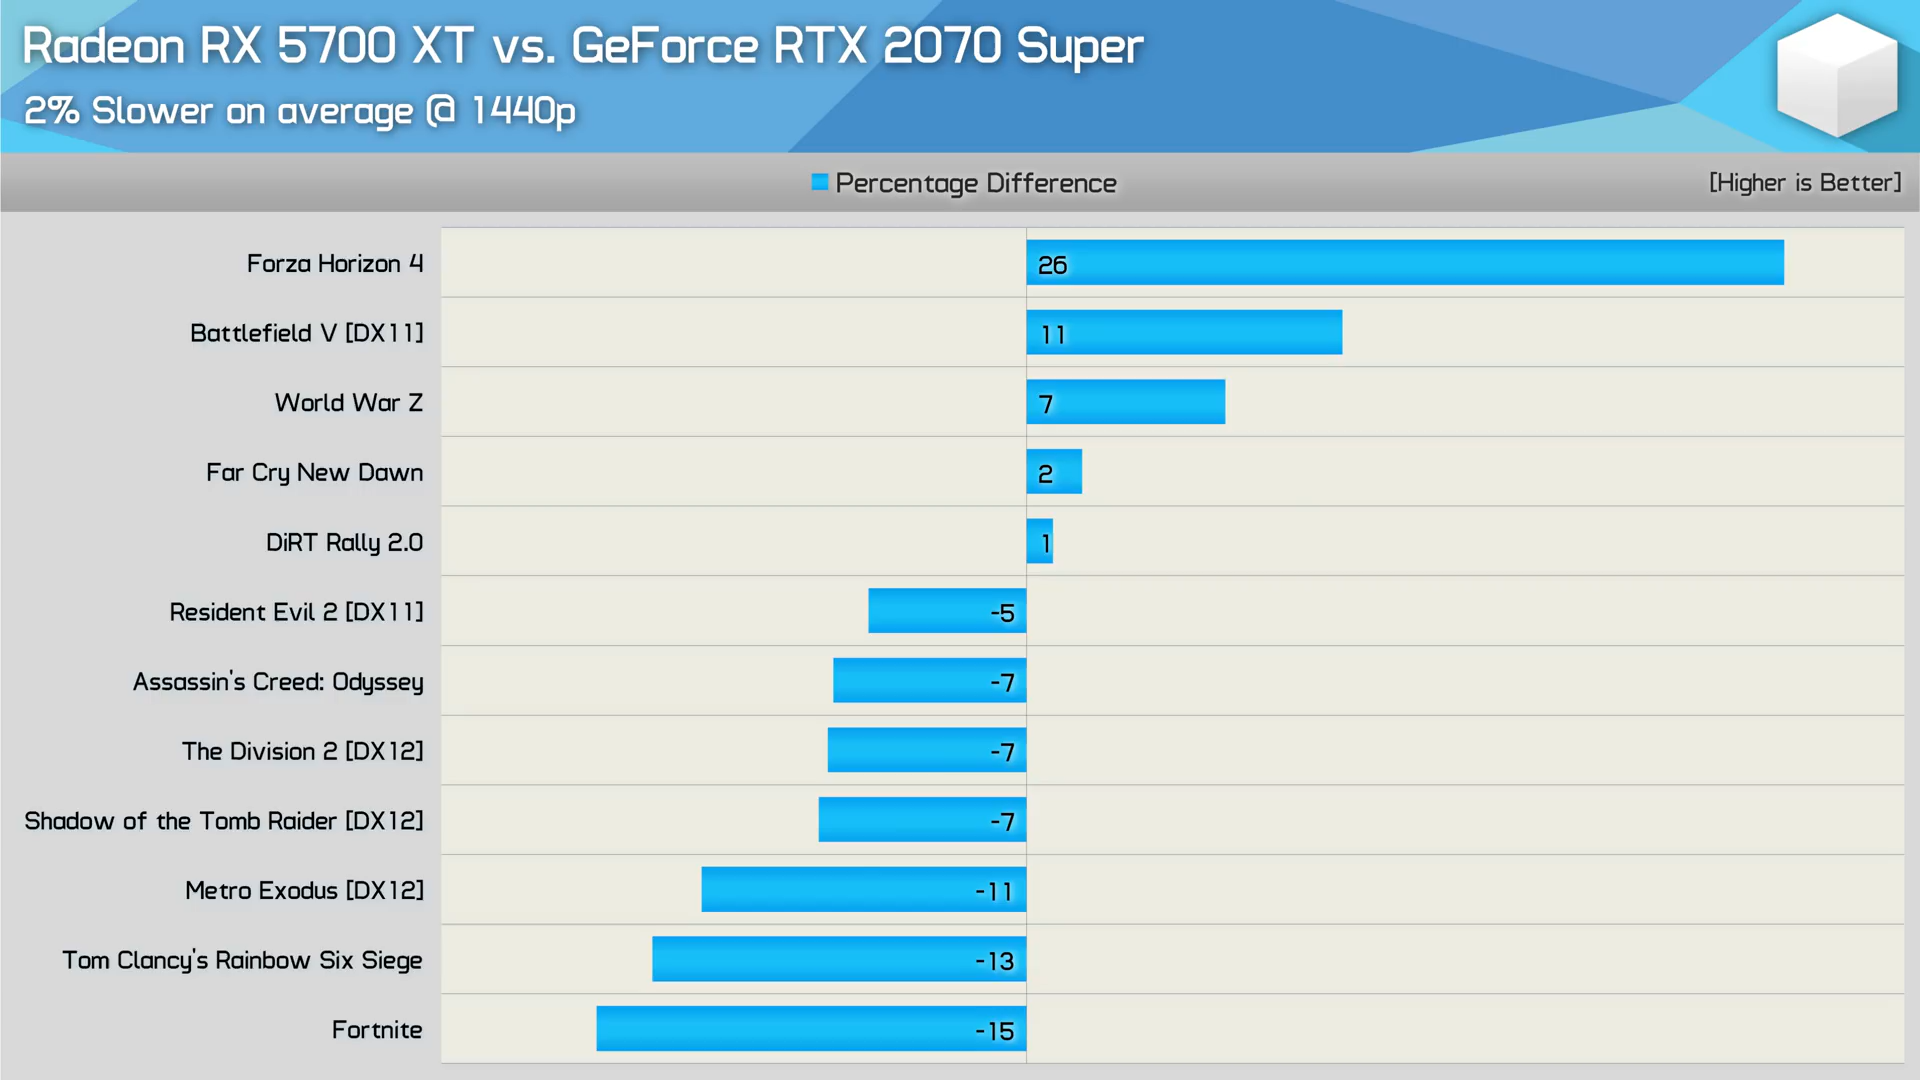 Radeon RX 5700 XT vs. GeForce RTX 2070 Super
2% Slower on average @ 1440p
Percentage Difference
[Higher is Better]
Forza Horizon 4
26
Battlefield V [DX11]
11
World War Z
7
Far Cry New Dawn
2
DiRT Rally 2.0
1
Resident Evil 2 [DX11]
-5
Assassin's Creed: Odyssey
-7
The Division 2 [DX12]
-7
Shadow of the Tomb Raider [DX12]
-7
Metro Exodus [DX12]
-11
Tom Clancy's Rainbow Six Siege
-13
Fortnite
-15